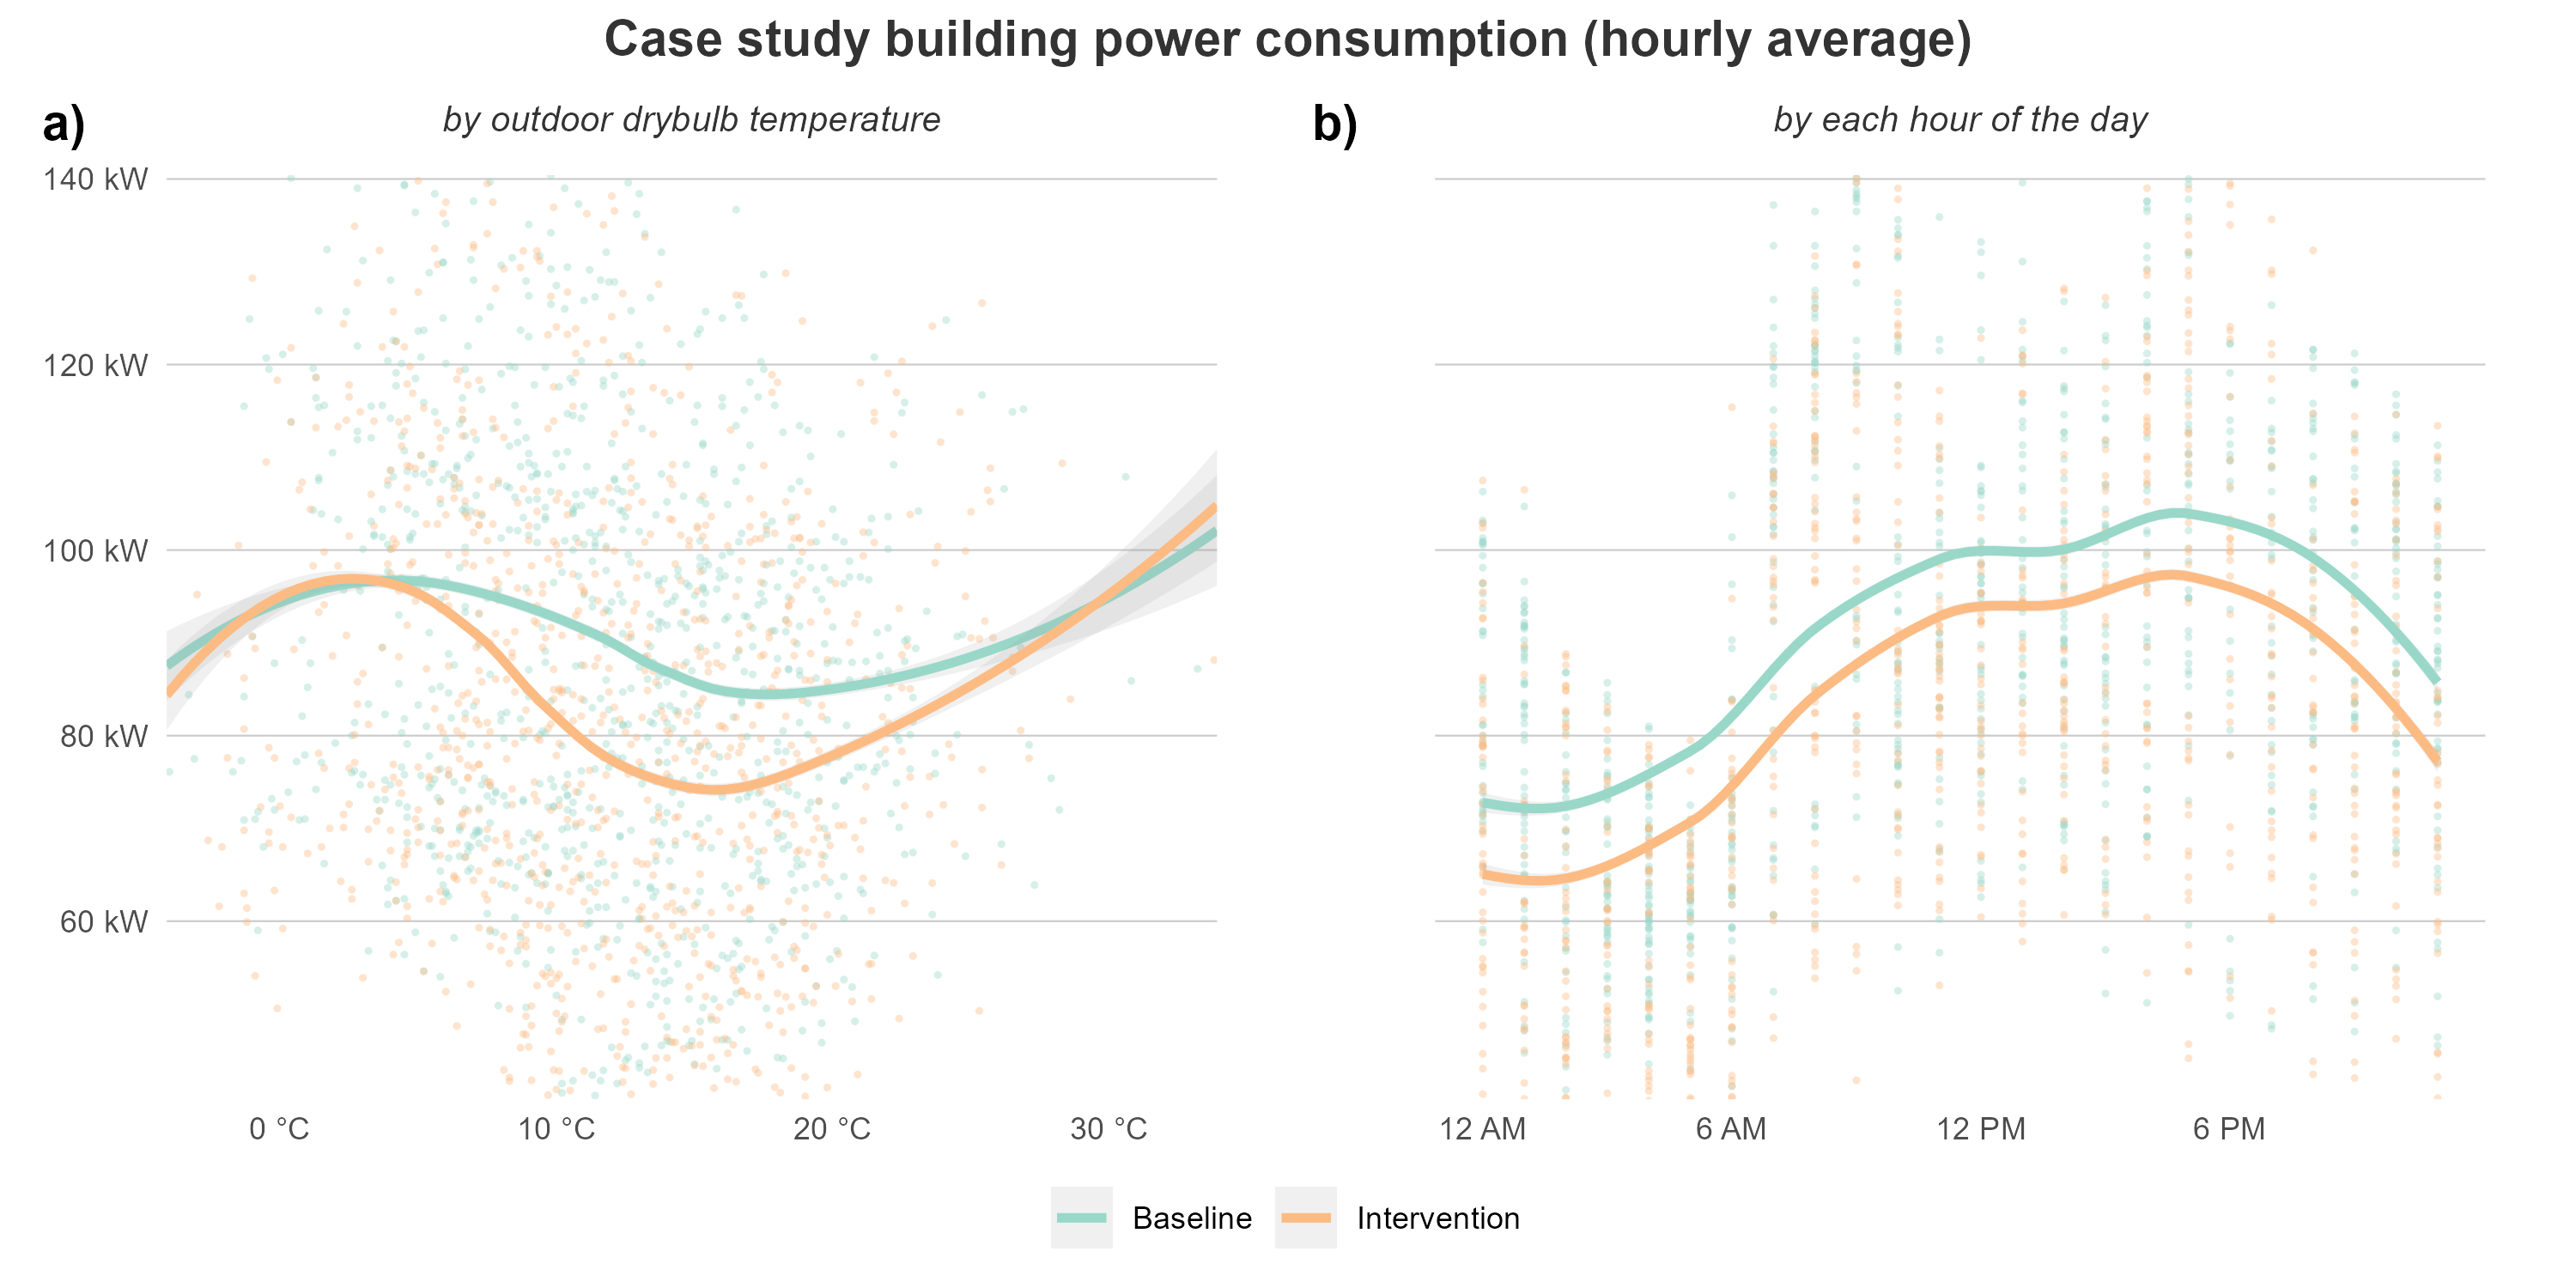 Case study building power consumption (hourly average)
a)
by outdoor drybulb temperature
140 kW
120 kW
100 kW
80 kW
60 kW
0 °C 10 °C 20 °C 30 °C
b)
by each hour of the day
12 AM 6 AM 12 PM 6 PM
Baseline Intervention